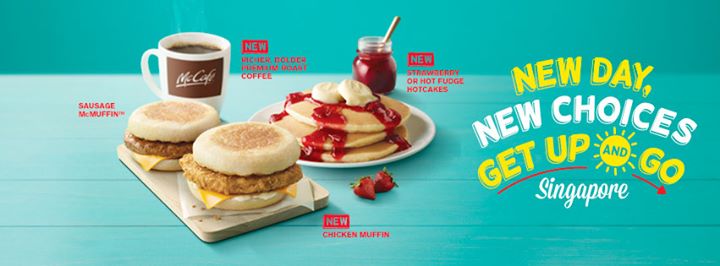 McCafé
NEW
RICHER, BOLDER
PREMIUM ROAST
COFFEE
NEW
STRAWBERRY
OR HOT FUDGE
HOTCAKES
SAUSAGE
McMUFFIN™
NEW
CHICKEN MUFFIN
NEW DAY,
NEW CHOICES
GET UP AND GO
Singapore